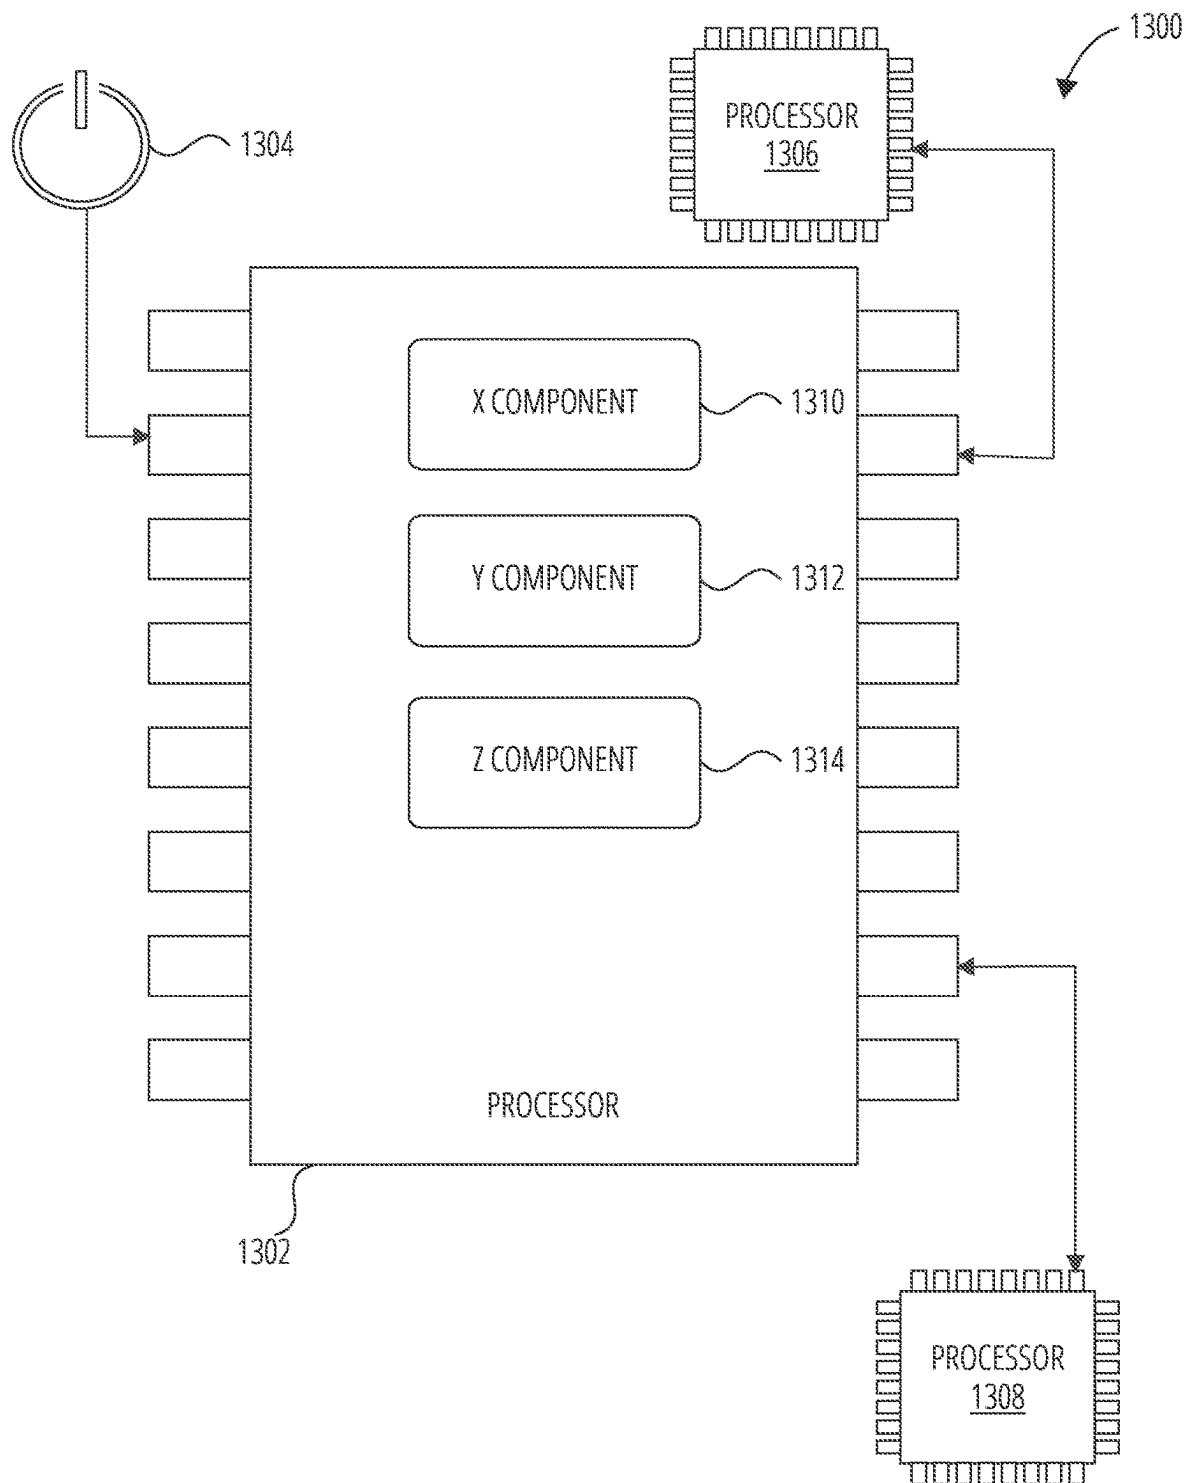 1300
1304
PROCESSOR
1306
X COMPONENT
1310
Y COMPONENT
1312
Z COMPONENT
1314
PROCESSOR
1302
PROCESSOR
1308